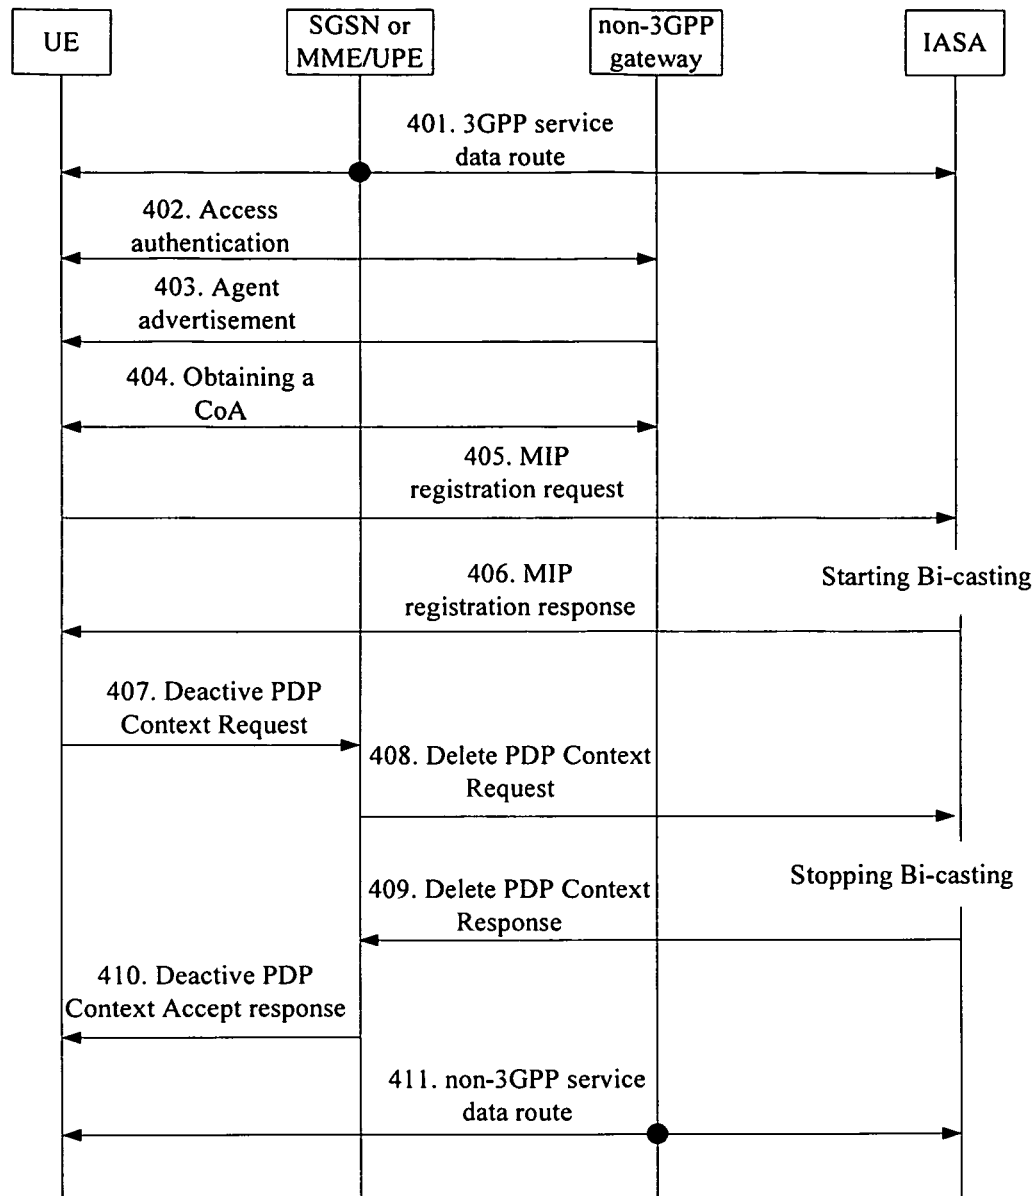 UE
SGSN or
MME/UPE
non-3GPP
gateway
IASA
401. 3GPP service
data route
402. Access
authentication
403. Agent
advertisement
404. Obtaining a
CoA
405. MIP
registration request
406. MIP
registration response
Starting Bi-casting
407. Deactive PDP
Context Request
408. Delete PDP Context
Request
Stopping Bi-casting
409. Delete PDP Context
Response
410. Deactive PDP
Context Accept response
411. non-3GPP service
data route